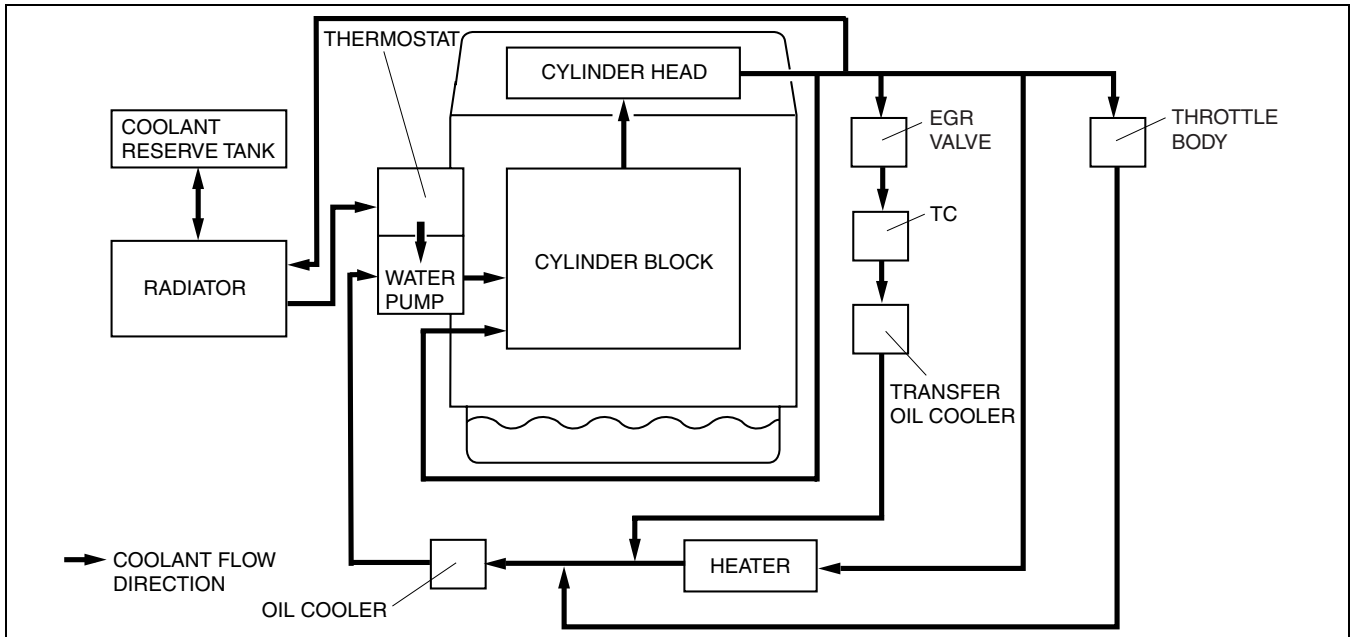 THERMOSTAT
CYLINDER HEAD
COOLANT
RESERVE TANK
EGR
VALVE
THROTTLE
BODY
TC
CYLINDER BLOCK
WATER
PUMP
RADIATOR
TRANSFER
OIL COOLER
COOLANT FLOW
DIRECTION
HEATER
OIL COOLER